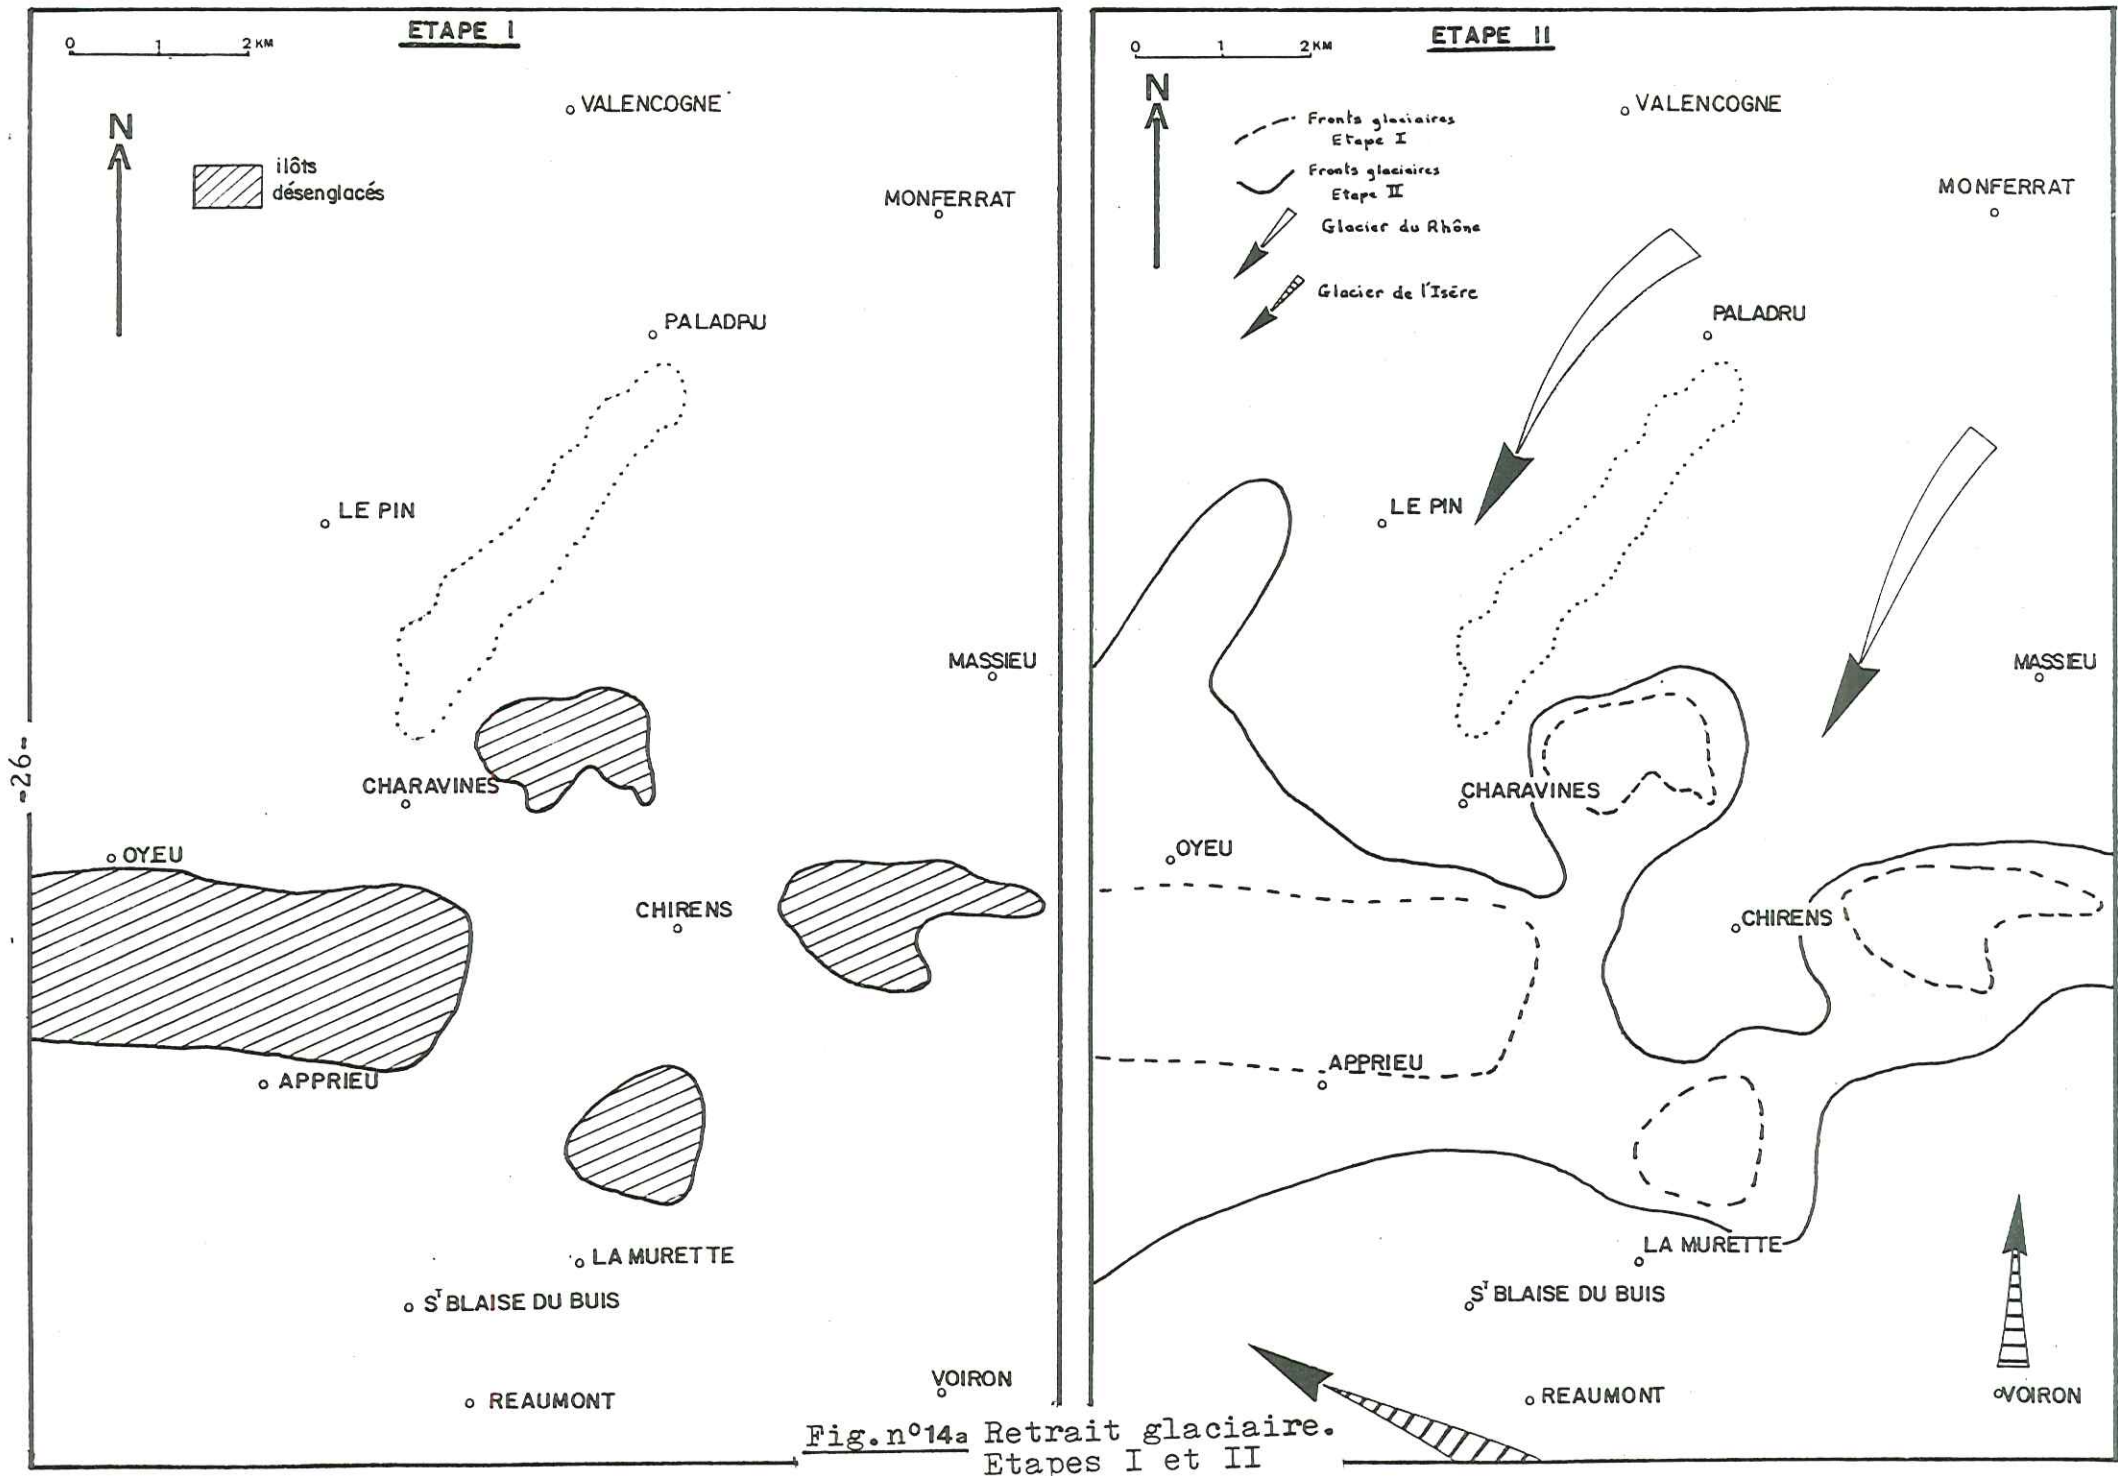 ETAPE I
0 1 2 KM
N
ilôts
désenglacés
VALENCOGNE
MONFERRAT
PALADRU
LE PIN
MASSIEU
CHARAVINES
OYEU
CHIRENS
APPRIEU
LA MURETTE
ST BLAISE DU BUIS
REAUMONT
VOIRON
-26-
ETAPE II
0 1 2 KM
N
Fronts glaciaires
Etape I
Fronts glaciaires
Etape II
Glacier du Rhône
Glacier de l'Isère
VALENCOGNE
MONFERRAT
PALADRU
LE PIN
MASSIEU
CHARAVINES
OYEU
CHIRENS
APPRIEU
LA MURETTE
ST BLAISE DU BUIS
REAUMONT
VOIRON
Fig.n°14a Retrait glaciaire.
Etapes I et II